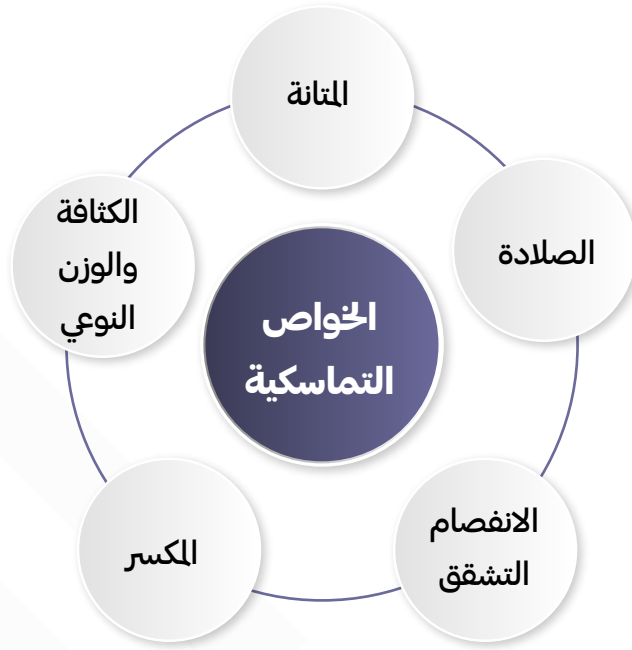 المتانة
الصلادة
الانفصام
التشقق
المكسر
الكثافة
والوزن
النوعي
الخواص
التماسكية